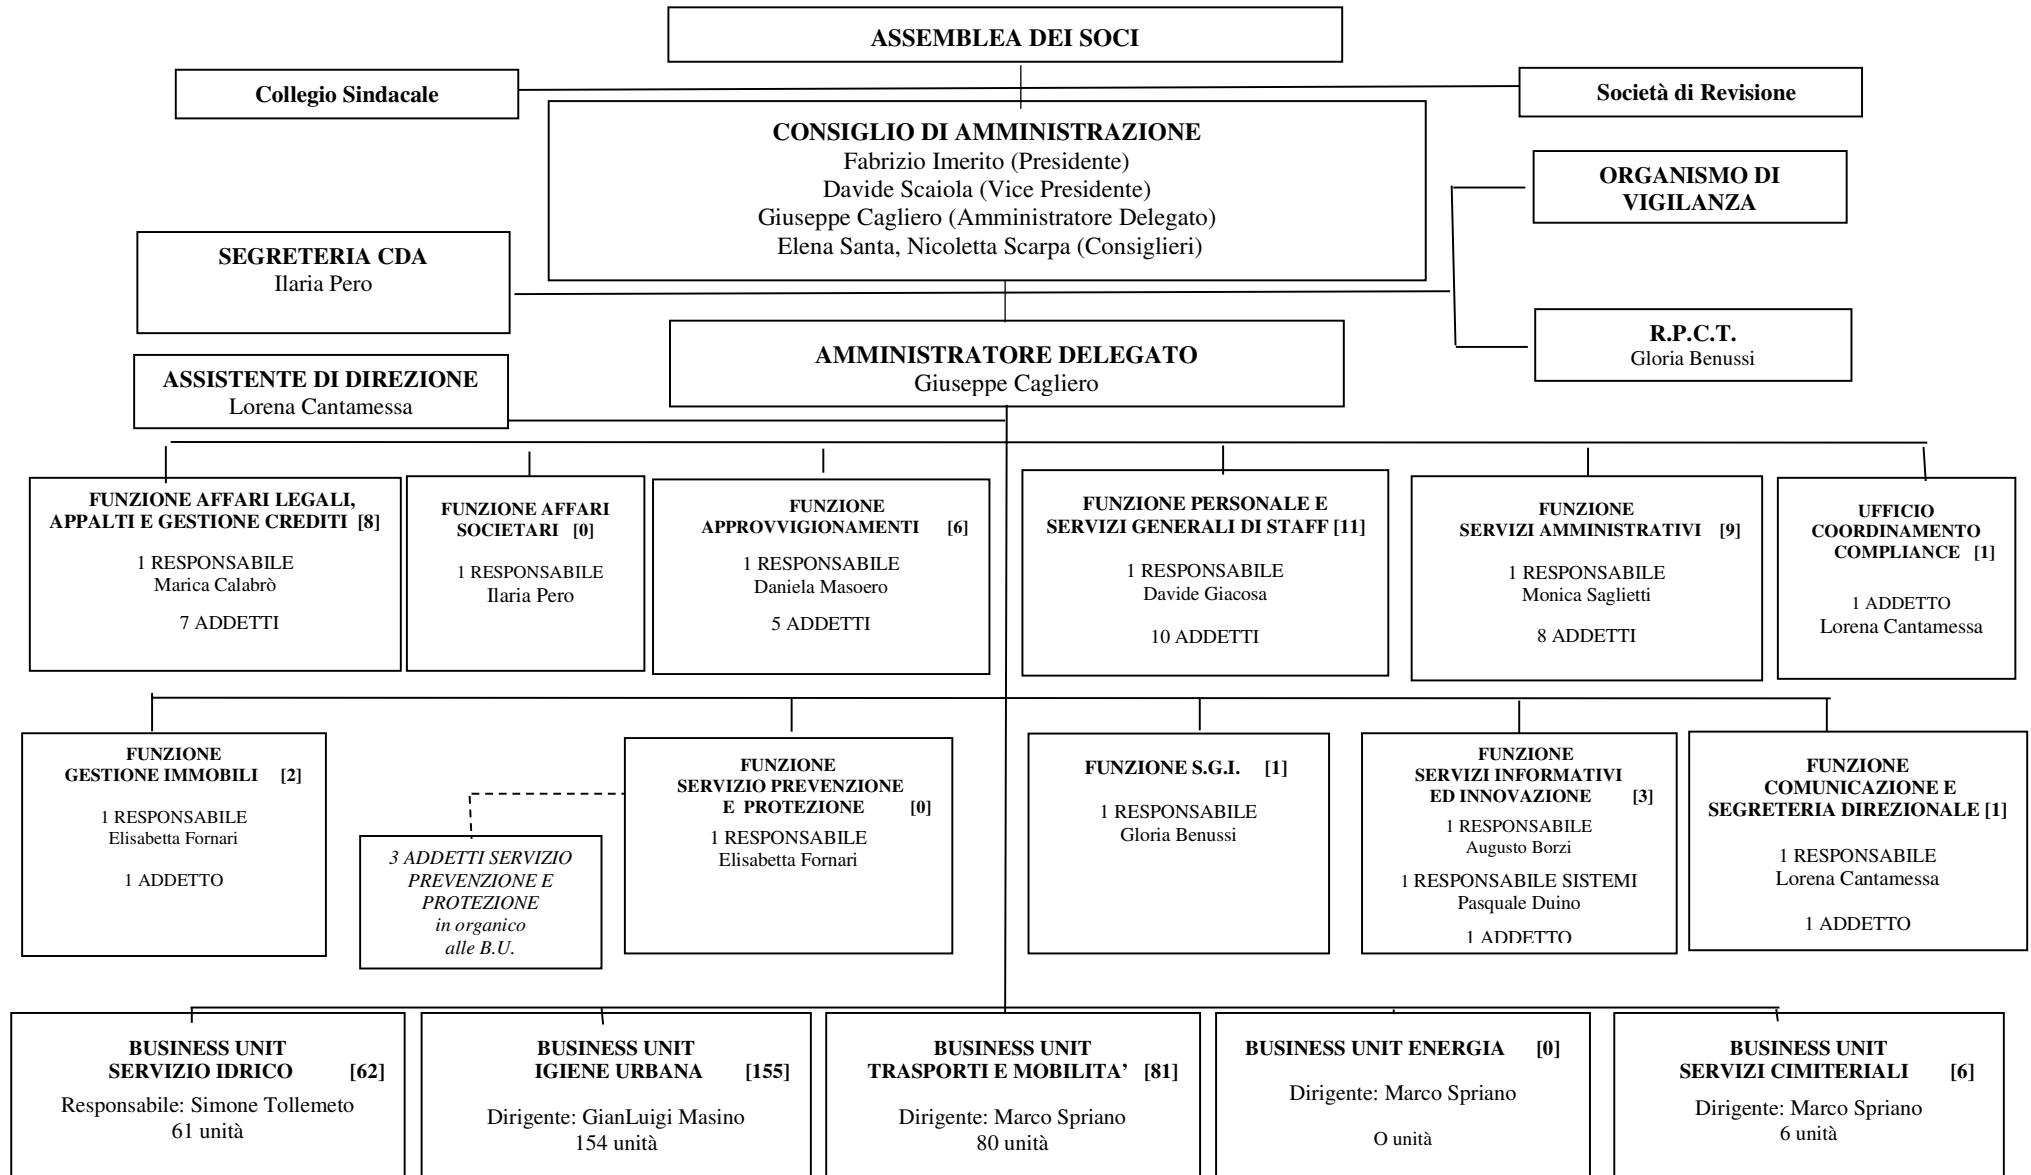 ASSEMBLEA DEI SOCI
Collegio Sindacale
Società di Revisione
CONSIGLIO DI AMMINISTRAZIONE
Fabrizio Imerito (Presidente)
Davide Scaiola (Vice Presidente)
Giuseppe Cagliero (Amministratore Delegato)
Elena Santa, Nicoletta Scarpa (Consiglieri)
ORGANISMO DI
VIGILANZA
SEGRETERIA CDA
Ilaria Pero
R.P.C.T.
Gloria Benussi
AMMINISTRATORE DELEGATO
Giuseppe Cagliero
ASSISTENTE DI DIREZIONE
Lorena Cantamessa
FUNZIONE AFFARI LEGALI,
APPALTI E GESTIONE CREDITI [8]
1 RESPONSABILE
Marica Calabrò
7 ADDETTI
FUNZIONE AFFARI
SOCIETARI [0]
1 RESPONSABILE
Ilaria Pero
FUNZIONE
APPROVVIGIONAMENTI [6]
1 RESPONSABILE
Daniela Masoero
5 ADDETTI
FUNZIONE PERSONALE E
SERVIZI GENERALI DI STAFF [11]
1 RESPONSABILE
Davide Giacosa
10 ADDETTI
FUNZIONE
SERVIZI AMMINISTRATIVI [9]
1 RESPONSABILE
Monica Saglietti
8 ADDETTI
UFFICIO
COORDINAMENTO
COMPLIANCE [1]
1 ADDETTO
Lorena Cantamessa
FUNZIONE
GESTIONE IMMOBILI [2]
1 RESPONSABILE
Elisabetta Fornari
1 ADDETTO
3 ADDETTI SERVIZIO
PREVENZIONE E
PROTEZIONE
in organico
alle B.U.
FUNZIONE
SERVIZIO PREVENZIONE
E PROTEZIONE [0]
1 RESPONSABILE
Elisabetta Fornari
FUNZIONE S.G.I. [1]
1 RESPONSABILE
Gloria Benussi
FUNZIONE
SERVIZI INFORMATIVI
ED INNOVAZIONE [3]
1 RESPONSABILE
Augusto Borzi
1 RESPONSABILE SISTEMI
Pasquale Duino
1 ADDETTO
FUNZIONE
COMUNICAZIONE E
SEGRETERIA DIREZIONALE [1]
1 RESPONSABILE
Lorena Cantamessa
1 ADDETTO
BUSINESS UNIT
SERVIZIO IDRICO [62]
Responsabile: Simone Tollemeto
61 unità
BUSINESS UNIT
IGIENE URBANA [155]
Dirigente: GianLuigi Masino
154 unità
BUSINESS UNIT
TRASPORTI E MOBILITA’ [81]
Dirigente: Marco Spriano
80 unità
BUSINESS UNIT ENERGIA [0]
Dirigente: Marco Spriano
O unità
BUSINESS UNIT
SERVIZI CIMITERIALI [6]
Dirigente: Marco Spriano
6 unità